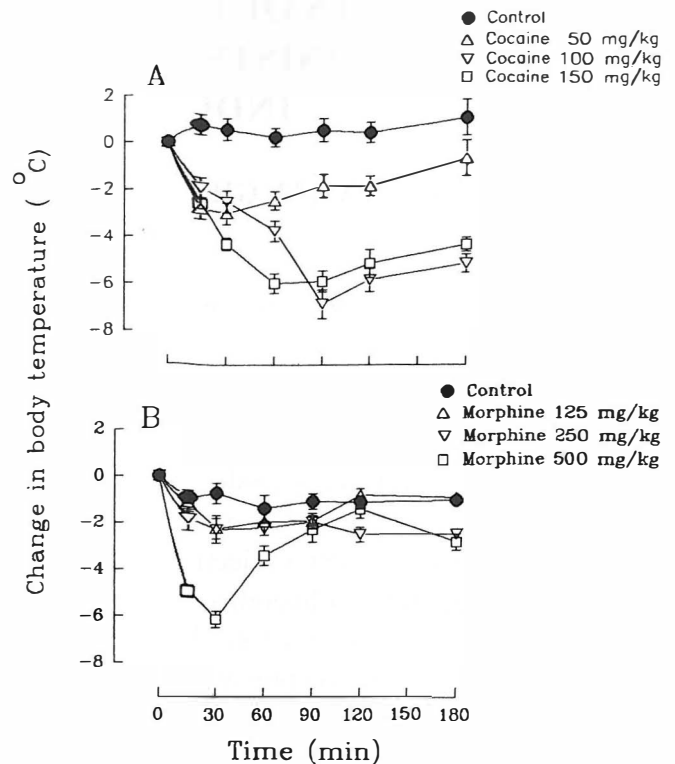 Control
Cocaine 50 mg/kg
Cocaine 100 mg/kg
Cocaine 150 mg/kg
A
2
0
-2
-4
-6
-8
Change in body temperature ( °C)
Control
Morphine 125 mg/kg
Morphine 250 mg/kg
Morphine 500 mg/kg
B
2
0
-2
-4
-6
-8
0 30 60 90 120 150 180
Time (min)